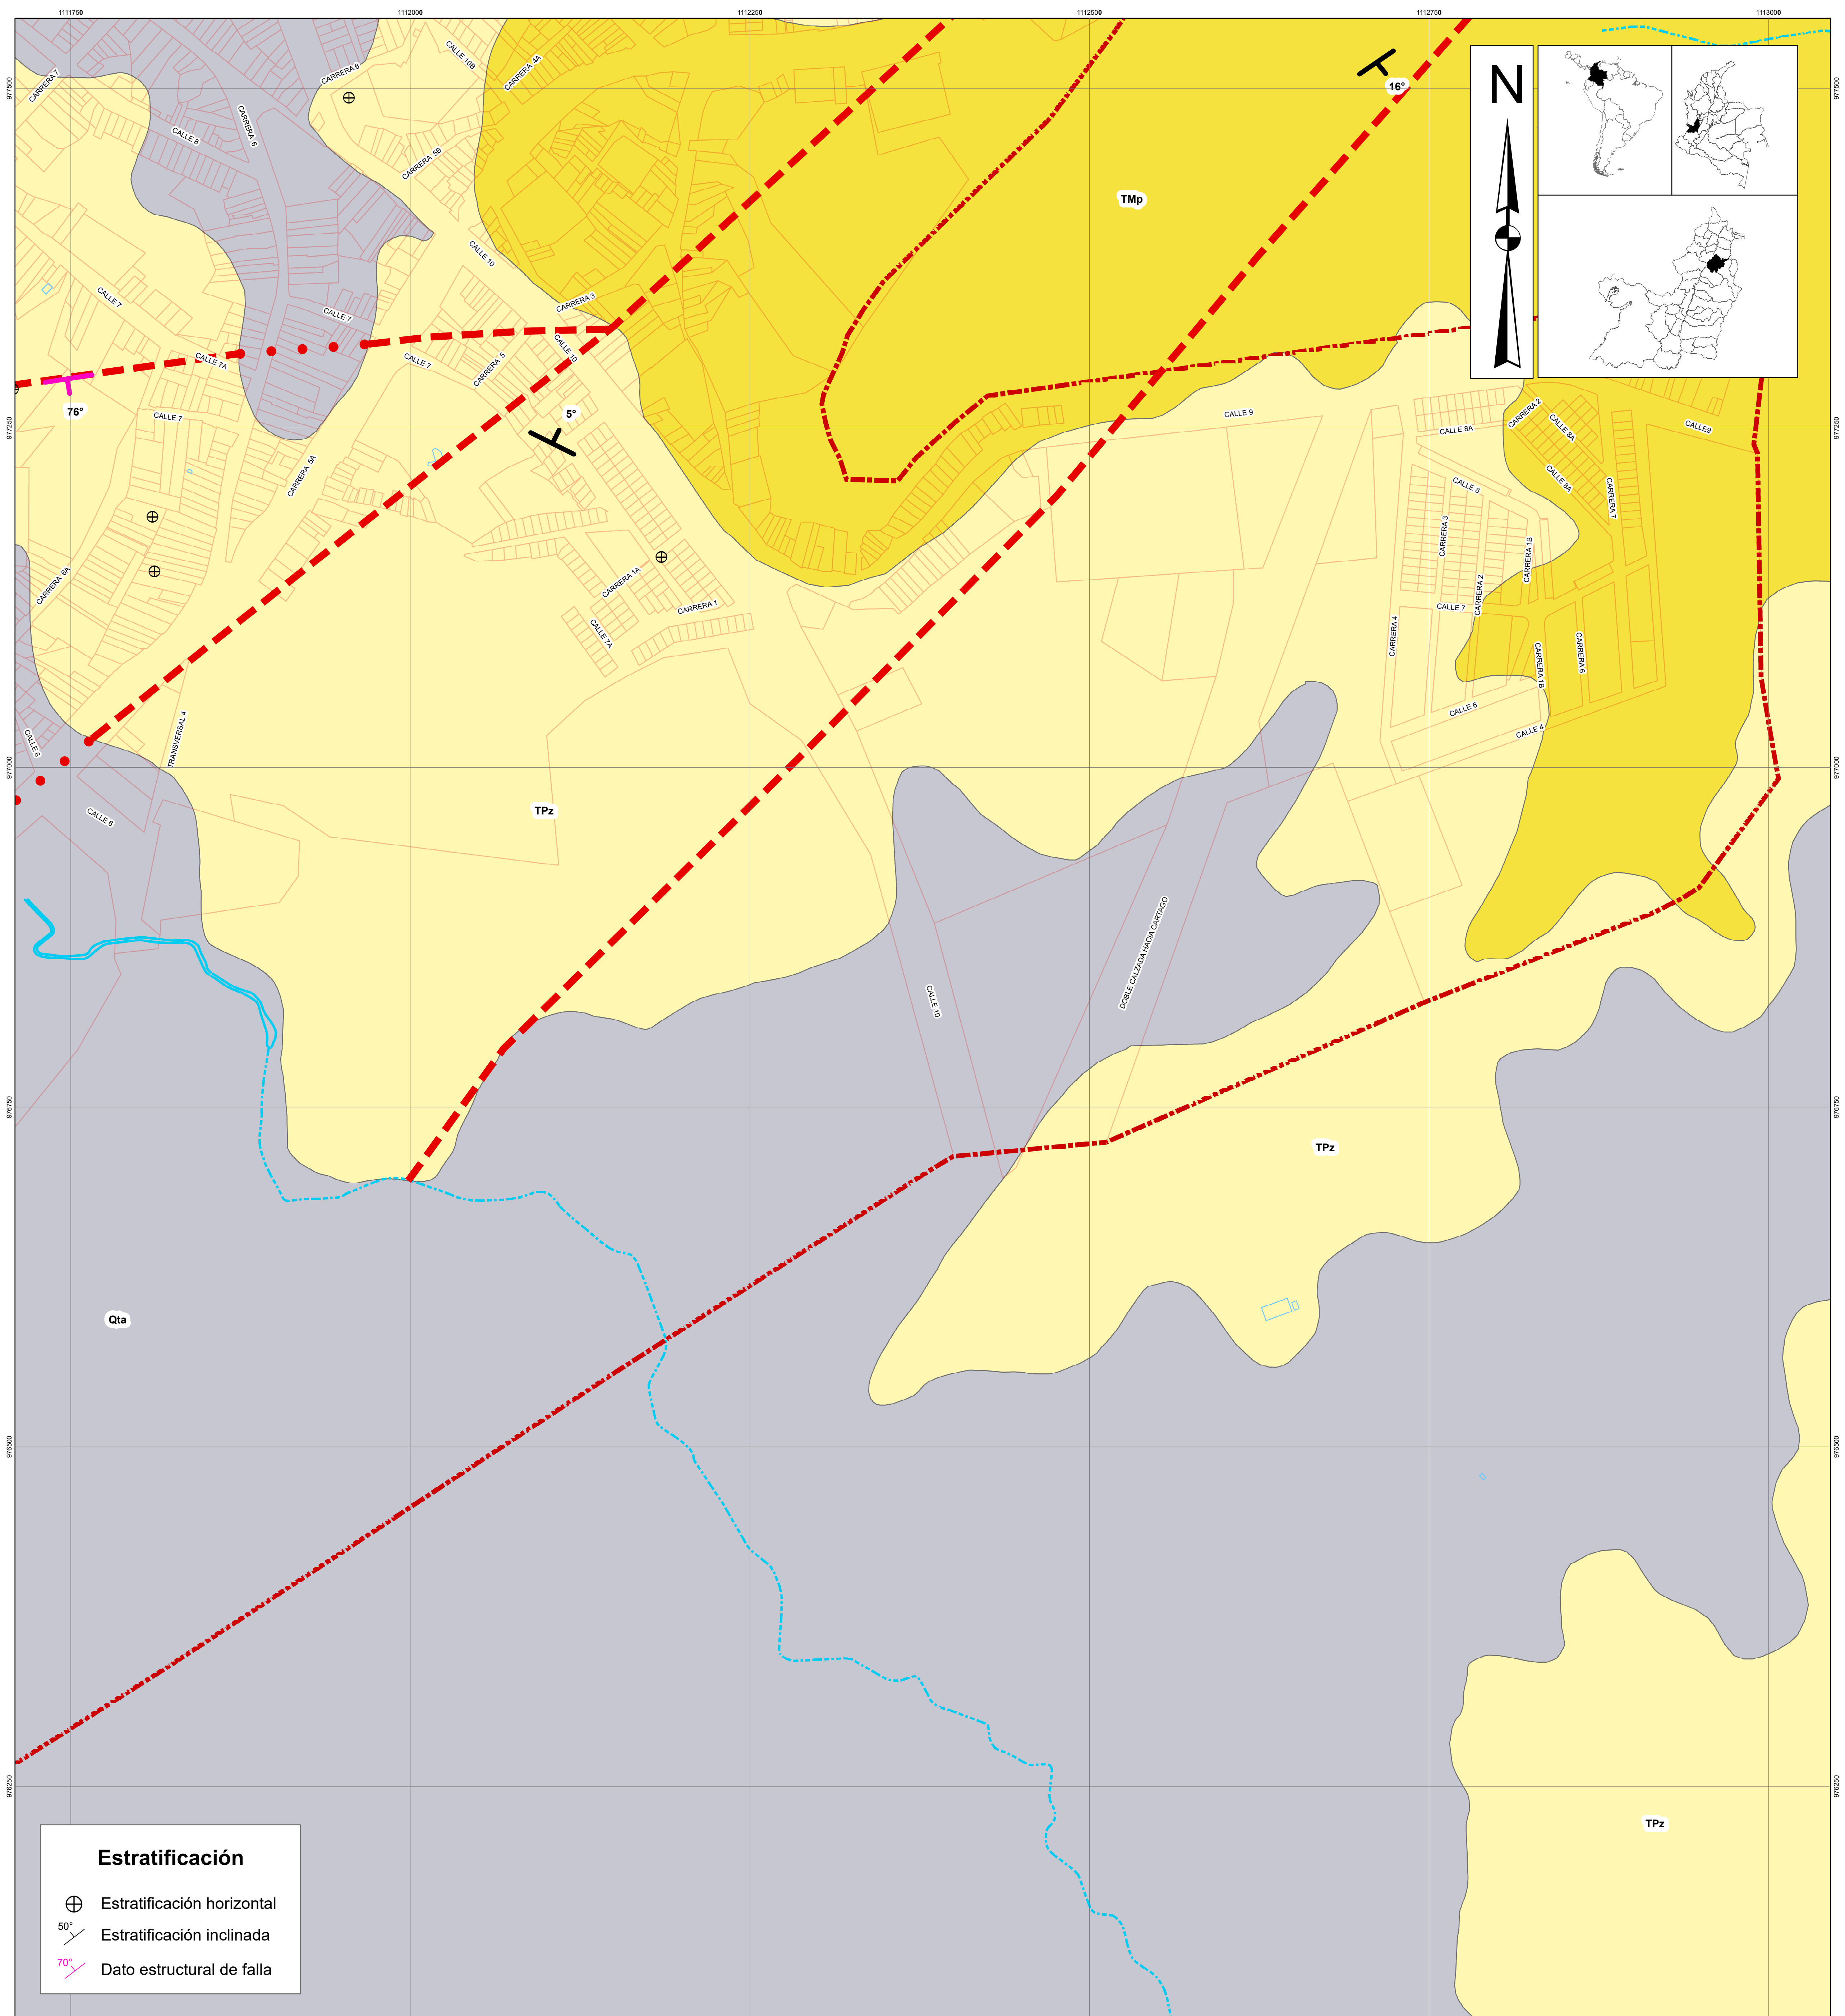 1111750
1112000
1112250
1112500
1112750
1113000
977500
977500
CARRERA 7
CARRERA 6
CALLE 10B
CARRERA 4A
CALLE 8
CARRERA 6
CARRERA 5B
16°
N
TMp
CALLE 10
CALLE 7
CALLE 7
CARRERA 3
CALLE 7A
CALLE 7
CARRERA 5
CALLE 10
76°
CALLE 7
5°
CALLE 9
CALLE 8A
CARRERA 2
CALLE 8A
CALLE9
977250
977250
CARRERA 5A
CALLE 8
CALLE 8A
CARRERA 7
CARRERA 3
CARRERA 1B
CARRERA 6A
CARRERA 1A
CARRERA 1
CARRERA 2
CALLE 7
CALLE 7A
CARRERA 4
CARRERA 1B
CARRERA 6
CALLE 6
TRANSVERSAL 4
CALLE 6
CALLE 4
977000
977000
CALLE 6
TPz
CALLE 10
DOBLE CALZADA HACIA CARTAGO
976750
976750
TPz
Qta
976500
976500
976250
976250
TPz
Estratificación
Estratificación horizontal
50°
Estratificación inclinada
70°
Dato estructural de falla